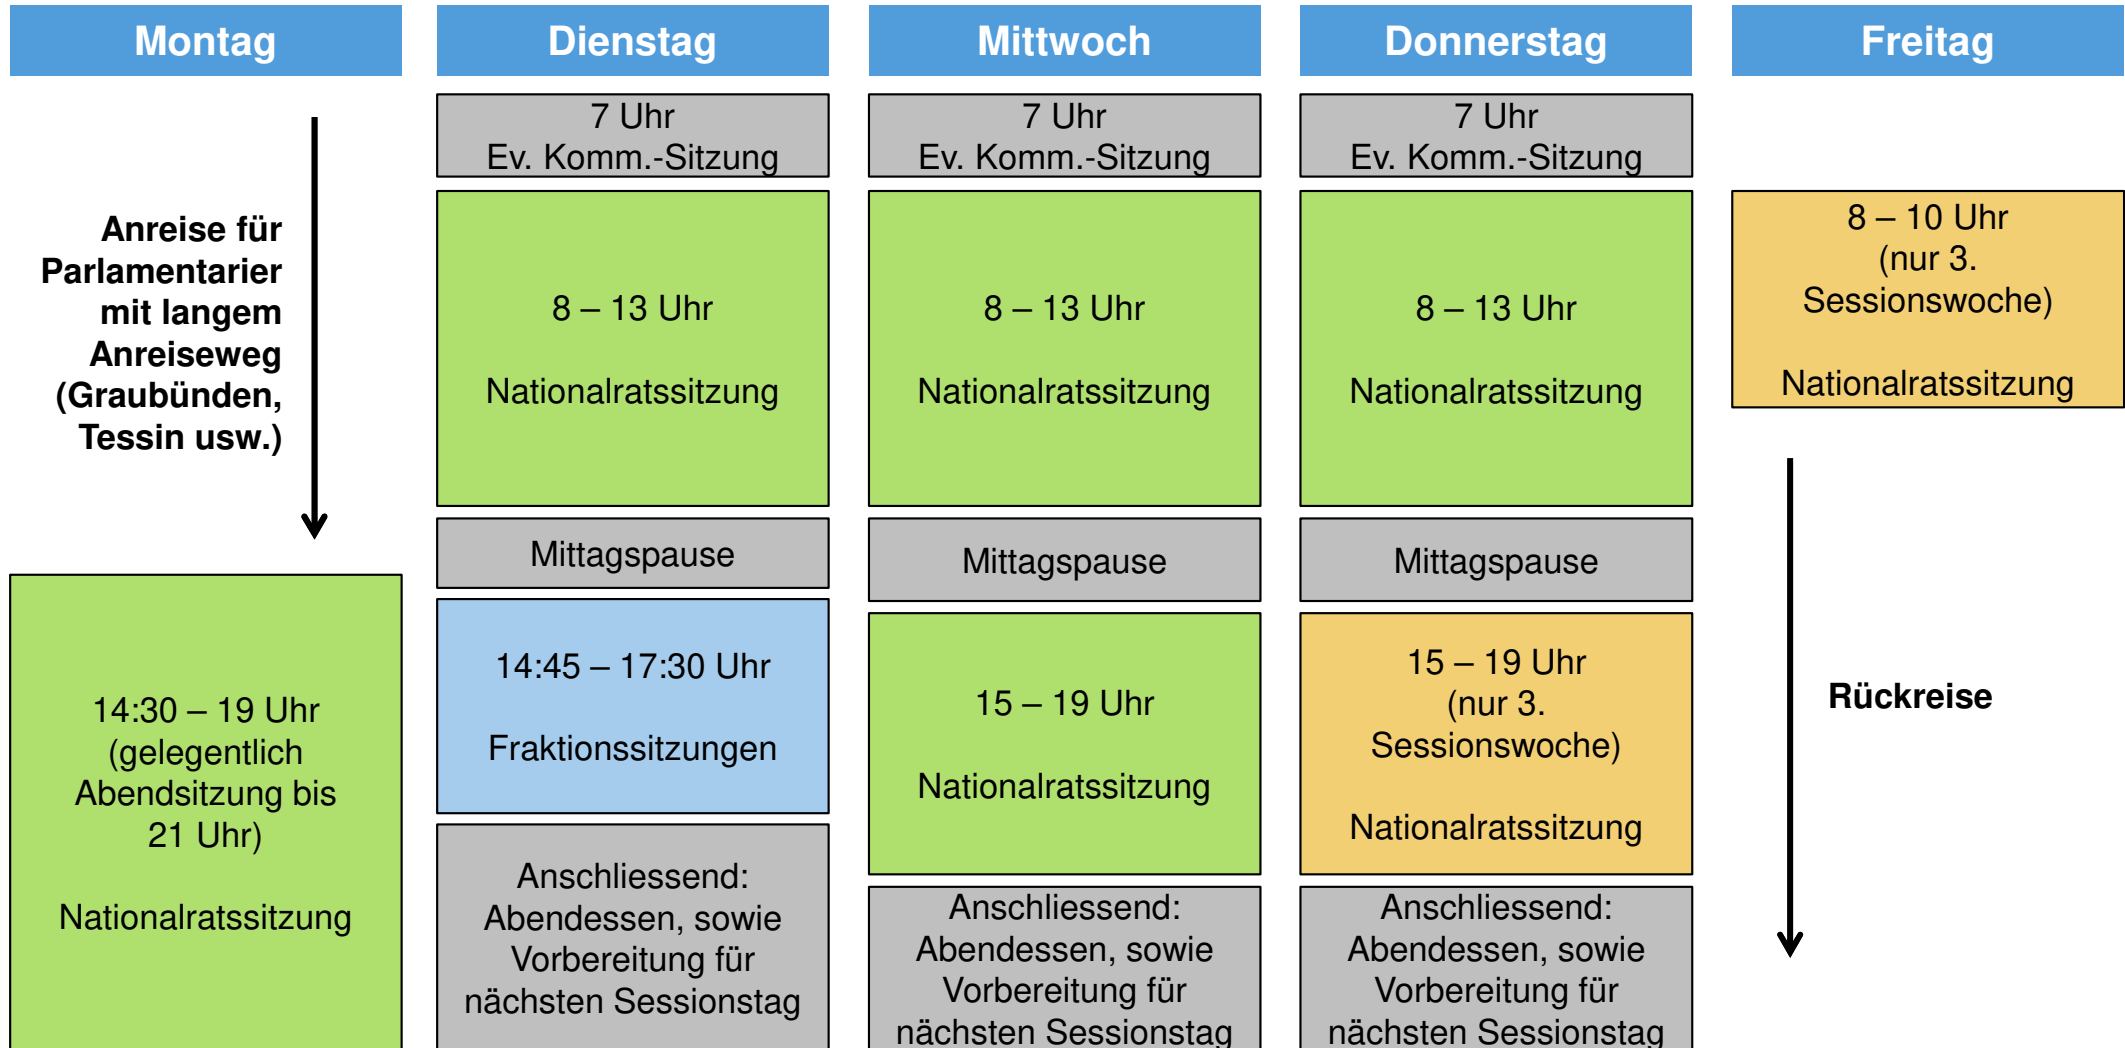 Montag
Anreise für
Parlamentarier
mit langem
Anreiseweg
(Graubünden,
Tessin usw.)
14:30 – 19 Uhr
(gelegentlich
Abendsitzung bis
21 Uhr)
Nationalratssitzung
Dienstag
7 Uhr
Ev. Komm.-Sitzung
8 – 13 Uhr
Nationalratssitzung
Mittagspause
14:45 – 17:30 Uhr
Fraktionssitzungen
Anschliessend:
Abendessen, sowie
Vorbereitung für
nächsten Sessionstag
Mittwoch
7 Uhr
Ev. Komm.-Sitzung
8 – 13 Uhr
Nationalratssitzung
Mittagspause
15 – 19 Uhr
Nationalratssitzung
Anschliessend:
Abendessen, sowie
Vorbereitung für
nächsten Sessionstag
Donnerstag
7 Uhr
Ev. Komm.-Sitzung
8 – 13 Uhr
Nationalratssitzung
Mittagspause
15 – 19 Uhr
(nur 3.
Sessionswoche)
Nationalratssitzung
Anschliessend:
Abendessen, sowie
Vorbereitung für
nächsten Sessionstag
Freitag
8 – 10 Uhr
(nur 3.
Sessionswoche)
Nationalratssitzung
Rückreise